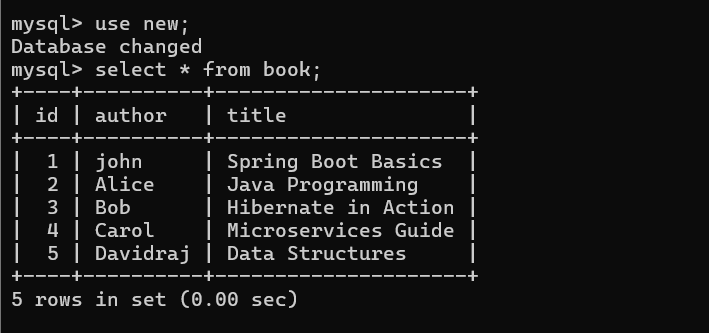 mysql> use new;
Database changed
mysql> select * from book;
+----+----------+---------------------+
| id | author   | title               |
+----+----------+---------------------+
|  1 | john     | Spring Boot Basics  |
|  2 | Alice    | Java Programming    |
|  3 | Bob      | Hibernate in Action |
|  4 | Carol    | Microservices Guide |
|  5 | Davidraj | Data Structures     |
+----+----------+---------------------+
5 rows in set (0.00 sec)